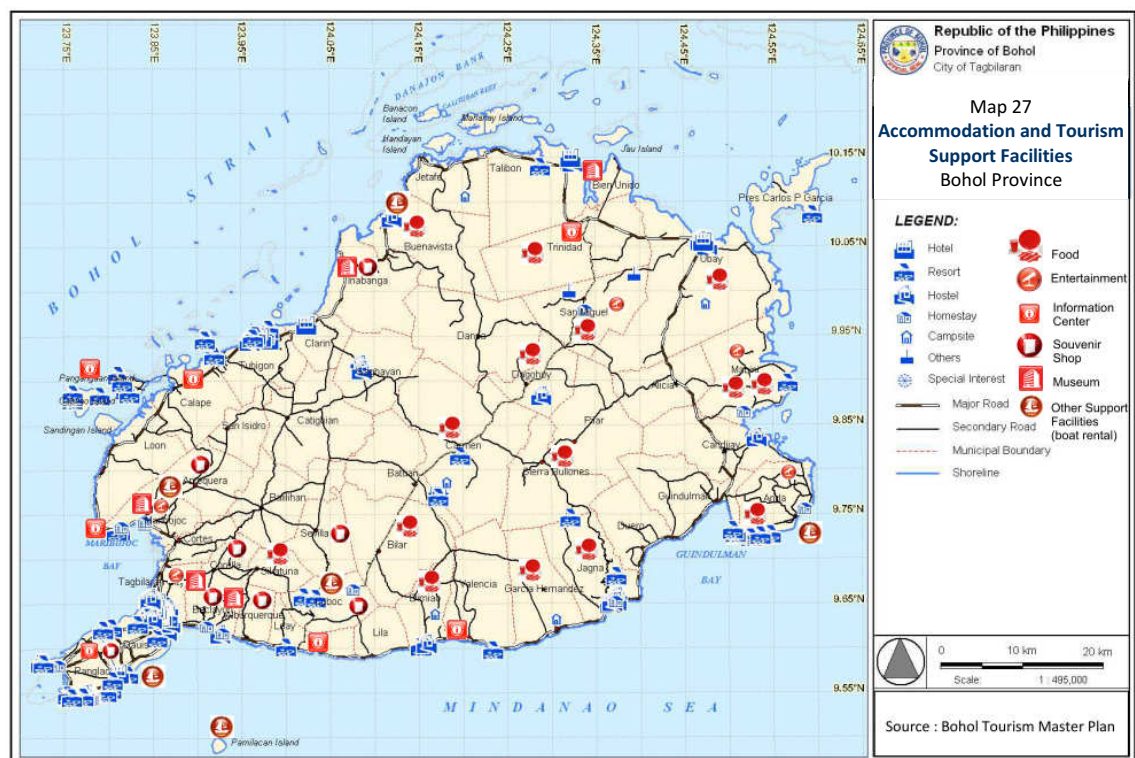 123.75°E
123.85°E
123.95°E
124.05°E
124.15°E
124.25°E
124.35°E
124.45°E
124.55°E
124.65°E
10.15°N
10.05°N
9.95°N
9.85°N
9.75°N
9.65°N
9.55°N
BOHOL STRAIT
DANAJON BANK
Banacon
Island
Mahanay Island
Handayan
Island
Jau Island
Jetafe
Talibon
Bien Unido
Pres Carlos P Garcia
Buenavista
Trinidad
Ubay
Inabanga
San Miguel
Clarin
Danao
Tubigon
Dagohoy
Mabini
Alicia
Calape
San Isidro
Catigbian
Pilar
Sandingan Island
Loon
Carmen
Candijay
Sierra Bullones
Batuan
Antequera
Balilihan
Guindulman
Anda
Maribojoc
MARIBOJOC
BAY
Cortes
Sevilla
Bilar
Duero
GUINDULMAN
BAY
Corella
Sikatuna
Jagna
Tagbilaran
Valencia
Garcia Hernandez
Dimiao
Baclayon
Alburquerque
Loay
Lila
Dauis
Panglao
Pamilacan Island
MINDANAO SEA
Republic of the Philippines
Province of Bohol
City of Tagbilaran
Map 27
Accommodation and Tourism
Support Facilities
Bohol Province
LEGEND:
Hotel
Resort
Hostel
Homestay
Campsite
Others
Special Interest
Major Road
Secondary Road
Municipal Boundary
Shoreline
Food
Entertainment
Information
Center
Souvenir
Shop
Museum
Other Support
Facilities
(boat rental)
0 10 km 20 km
Scale: 1 : 495,000
Source : Bohol Tourism Master Plan